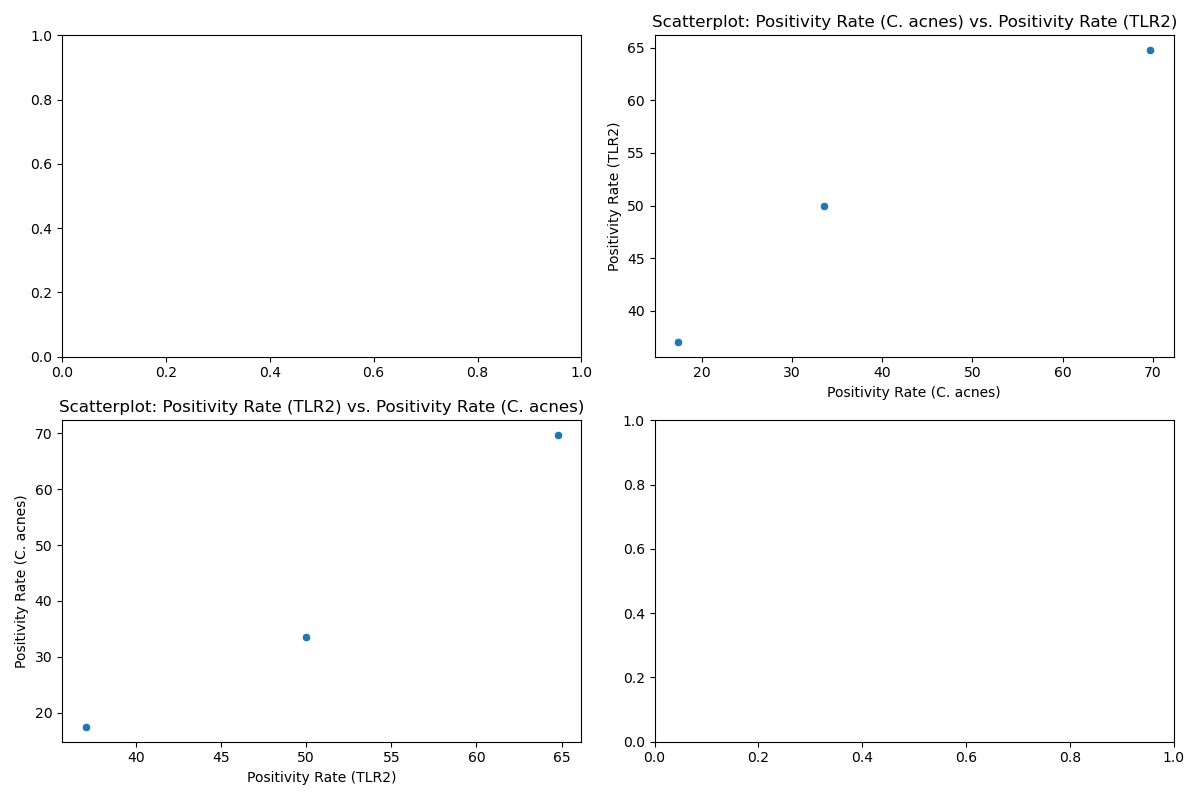 1.0
0.8
0.6
0.4
0.2
0.0
0.0 0.2 0.4 0.6 0.8 1.0
Scatterplot: Positivity Rate (C. acnes) vs. Positivity Rate (TLR2)
Positivity Rate (TLR2)
65
60
55
50
45
40
20 30 40 50 60 70
Positivity Rate (C. acnes)
Scatterplot: Positivity Rate (TLR2) vs. Positivity Rate (C. acnes)
Positivity Rate (C. acnes)
70
60
50
40
30
20
40 45 50 55 60 65
Positivity Rate (TLR2)
1.0
0.8
0.6
0.4
0.2
0.0
0.0 0.2 0.4 0.6 0.8 1.0